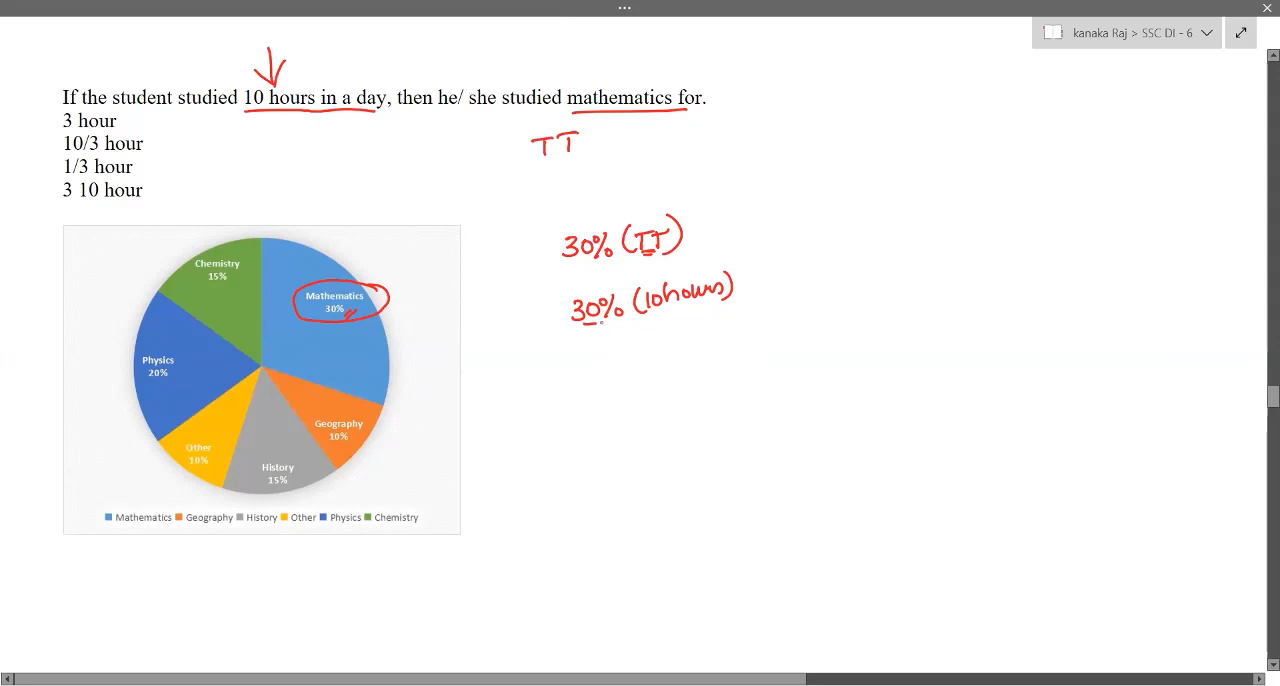 kanaka Raj > SSC DI - 6
If the student studied 10 hours in a day, then he/ she studied mathematics for.
3 hour
10/3 hour
1/3 hour
3 10 hour
TT
30% (TT)
30% (10hours)
Chemistry
15%
Mathematics
30%
Physics
20%
Geography
10%
Other
10%
History
15%
Mathematics Geography History Other Physics Chemistry